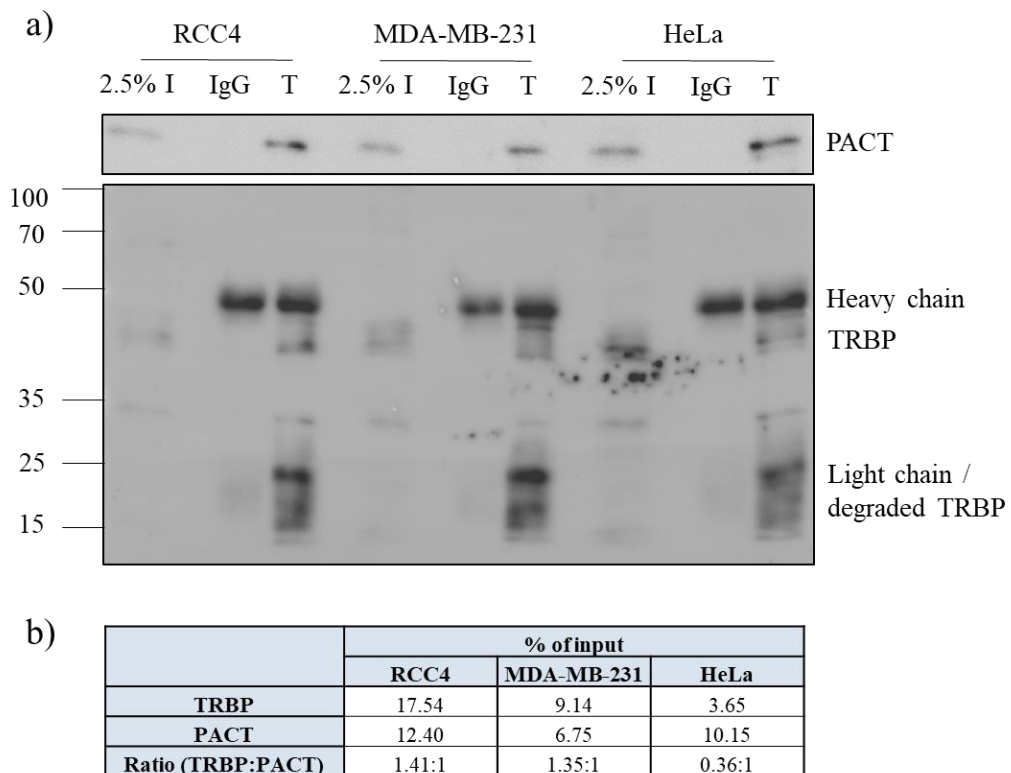 a)
RCC4 MDA-MB-231 HeLa
2.5% I IgG T 2.5% I IgG T 2.5% I IgG T
PACT
100
70
50
Heavy chain
TRBP
35
25
Light chain /
degraded TRBP
15
b)
% of input
RCC4 MDA-MB-231 HeLa
TRBP 17.54 9.14 3.65
PACT 12.40 6.75 10.15
Ratio (TRBP:PACT) 1.41:1 1.35:1 0.36:1